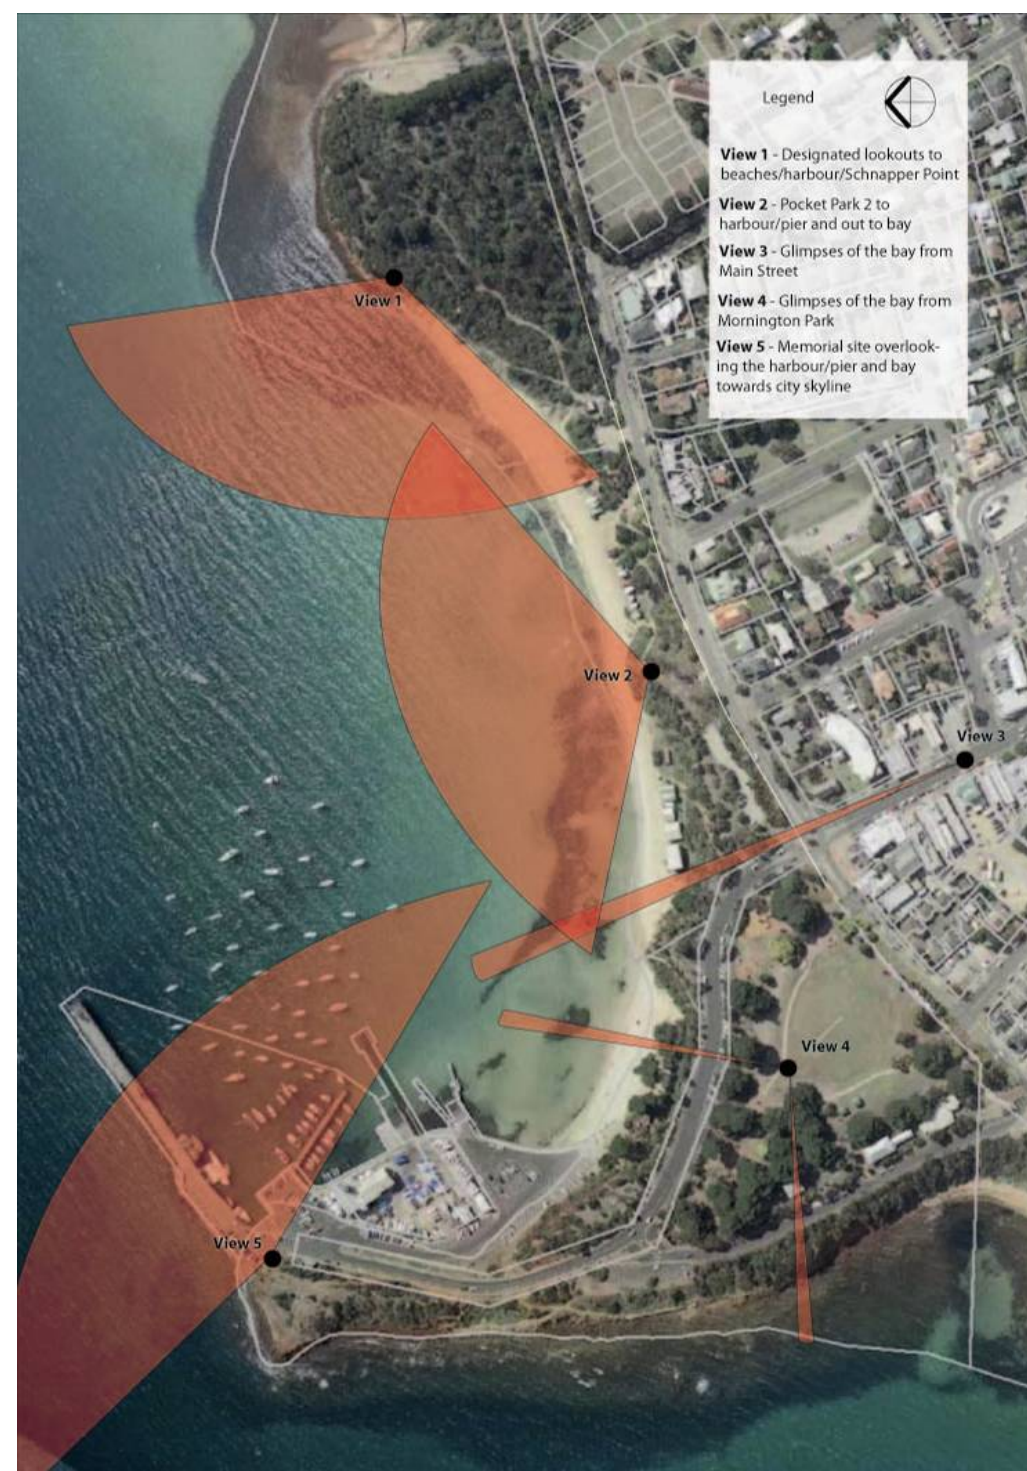 Legend
View 1 - Designated lookouts to
beaches/harbour/Schnapper Point
View 2 - Pocket Park 2 to
harbour/pier and out to bay
View 3 - Glimpses of the bay from
Main Street
View 4 - Glimpses of the bay from
Mornington Park
View 5 - Memorial site overlook-
ing the harbour/pier and bay
towards city skyline
View 1
View 2
View 3
View 4
View 5